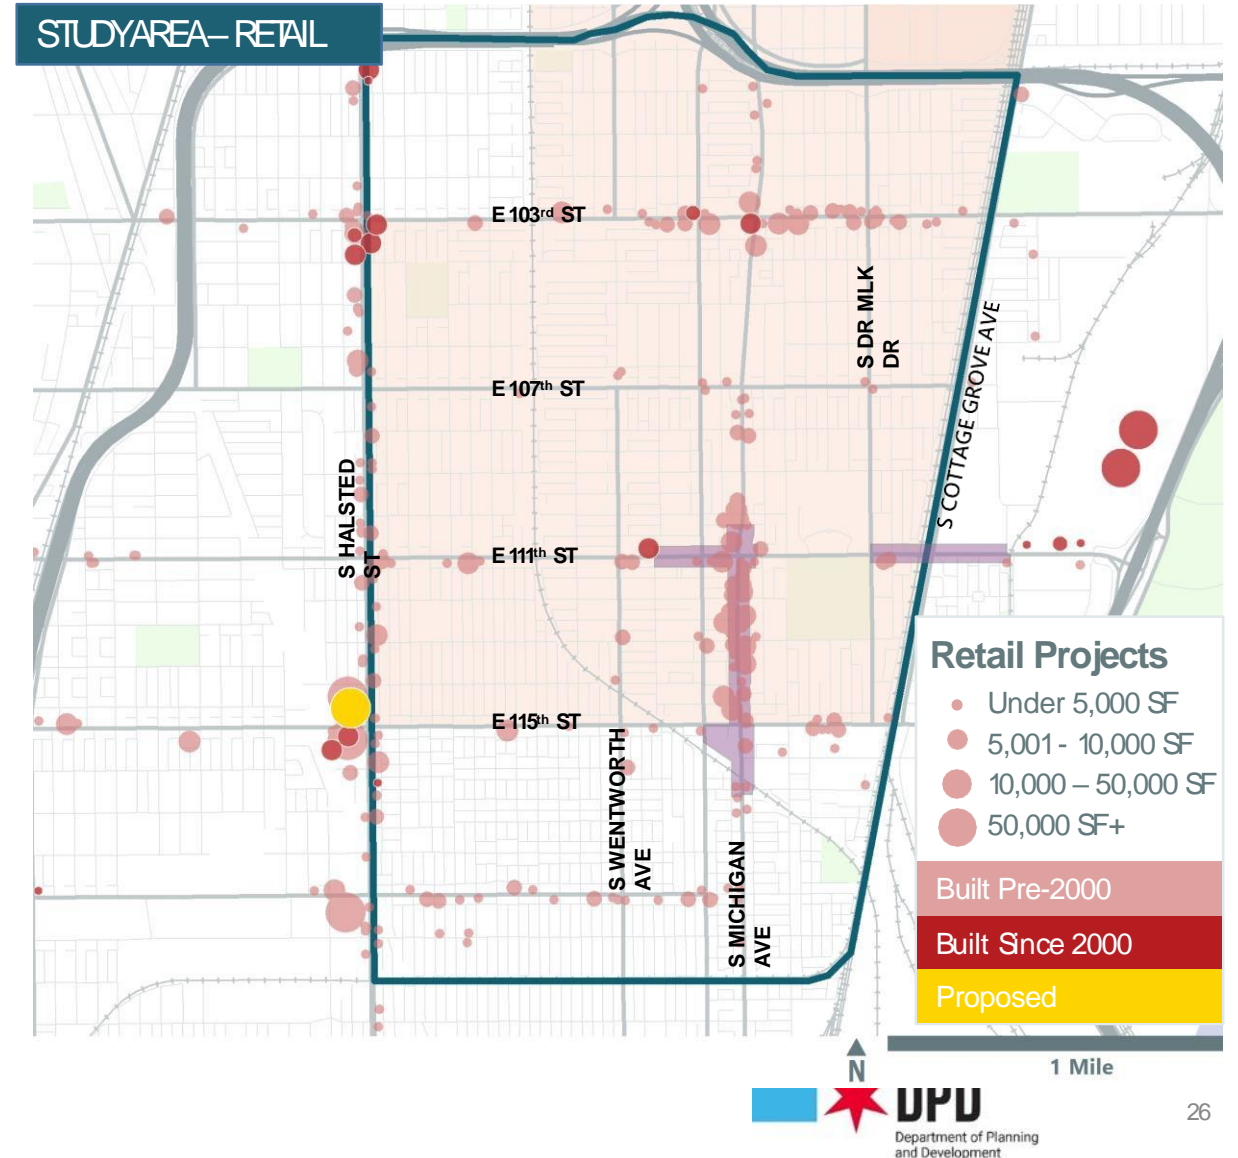 STUDY AREA – RETAIL
E 103rd ST
S DR MLK
DR
S COTTAGE GROVE AVE
E 107th ST
S HALSTED
ST
E 111th ST
E 115th ST
S WENTWORTH
AVE
S MICHIGAN
AVE
Retail Projects
Under 5,000 SF
5,001 - 10,000 SF
10,000 – 50,000 SF
50,000 SF+
Built Pre-2000
Built Since 2000
Proposed
N
1 Mile
DPD
Department of Planning
and Development
26